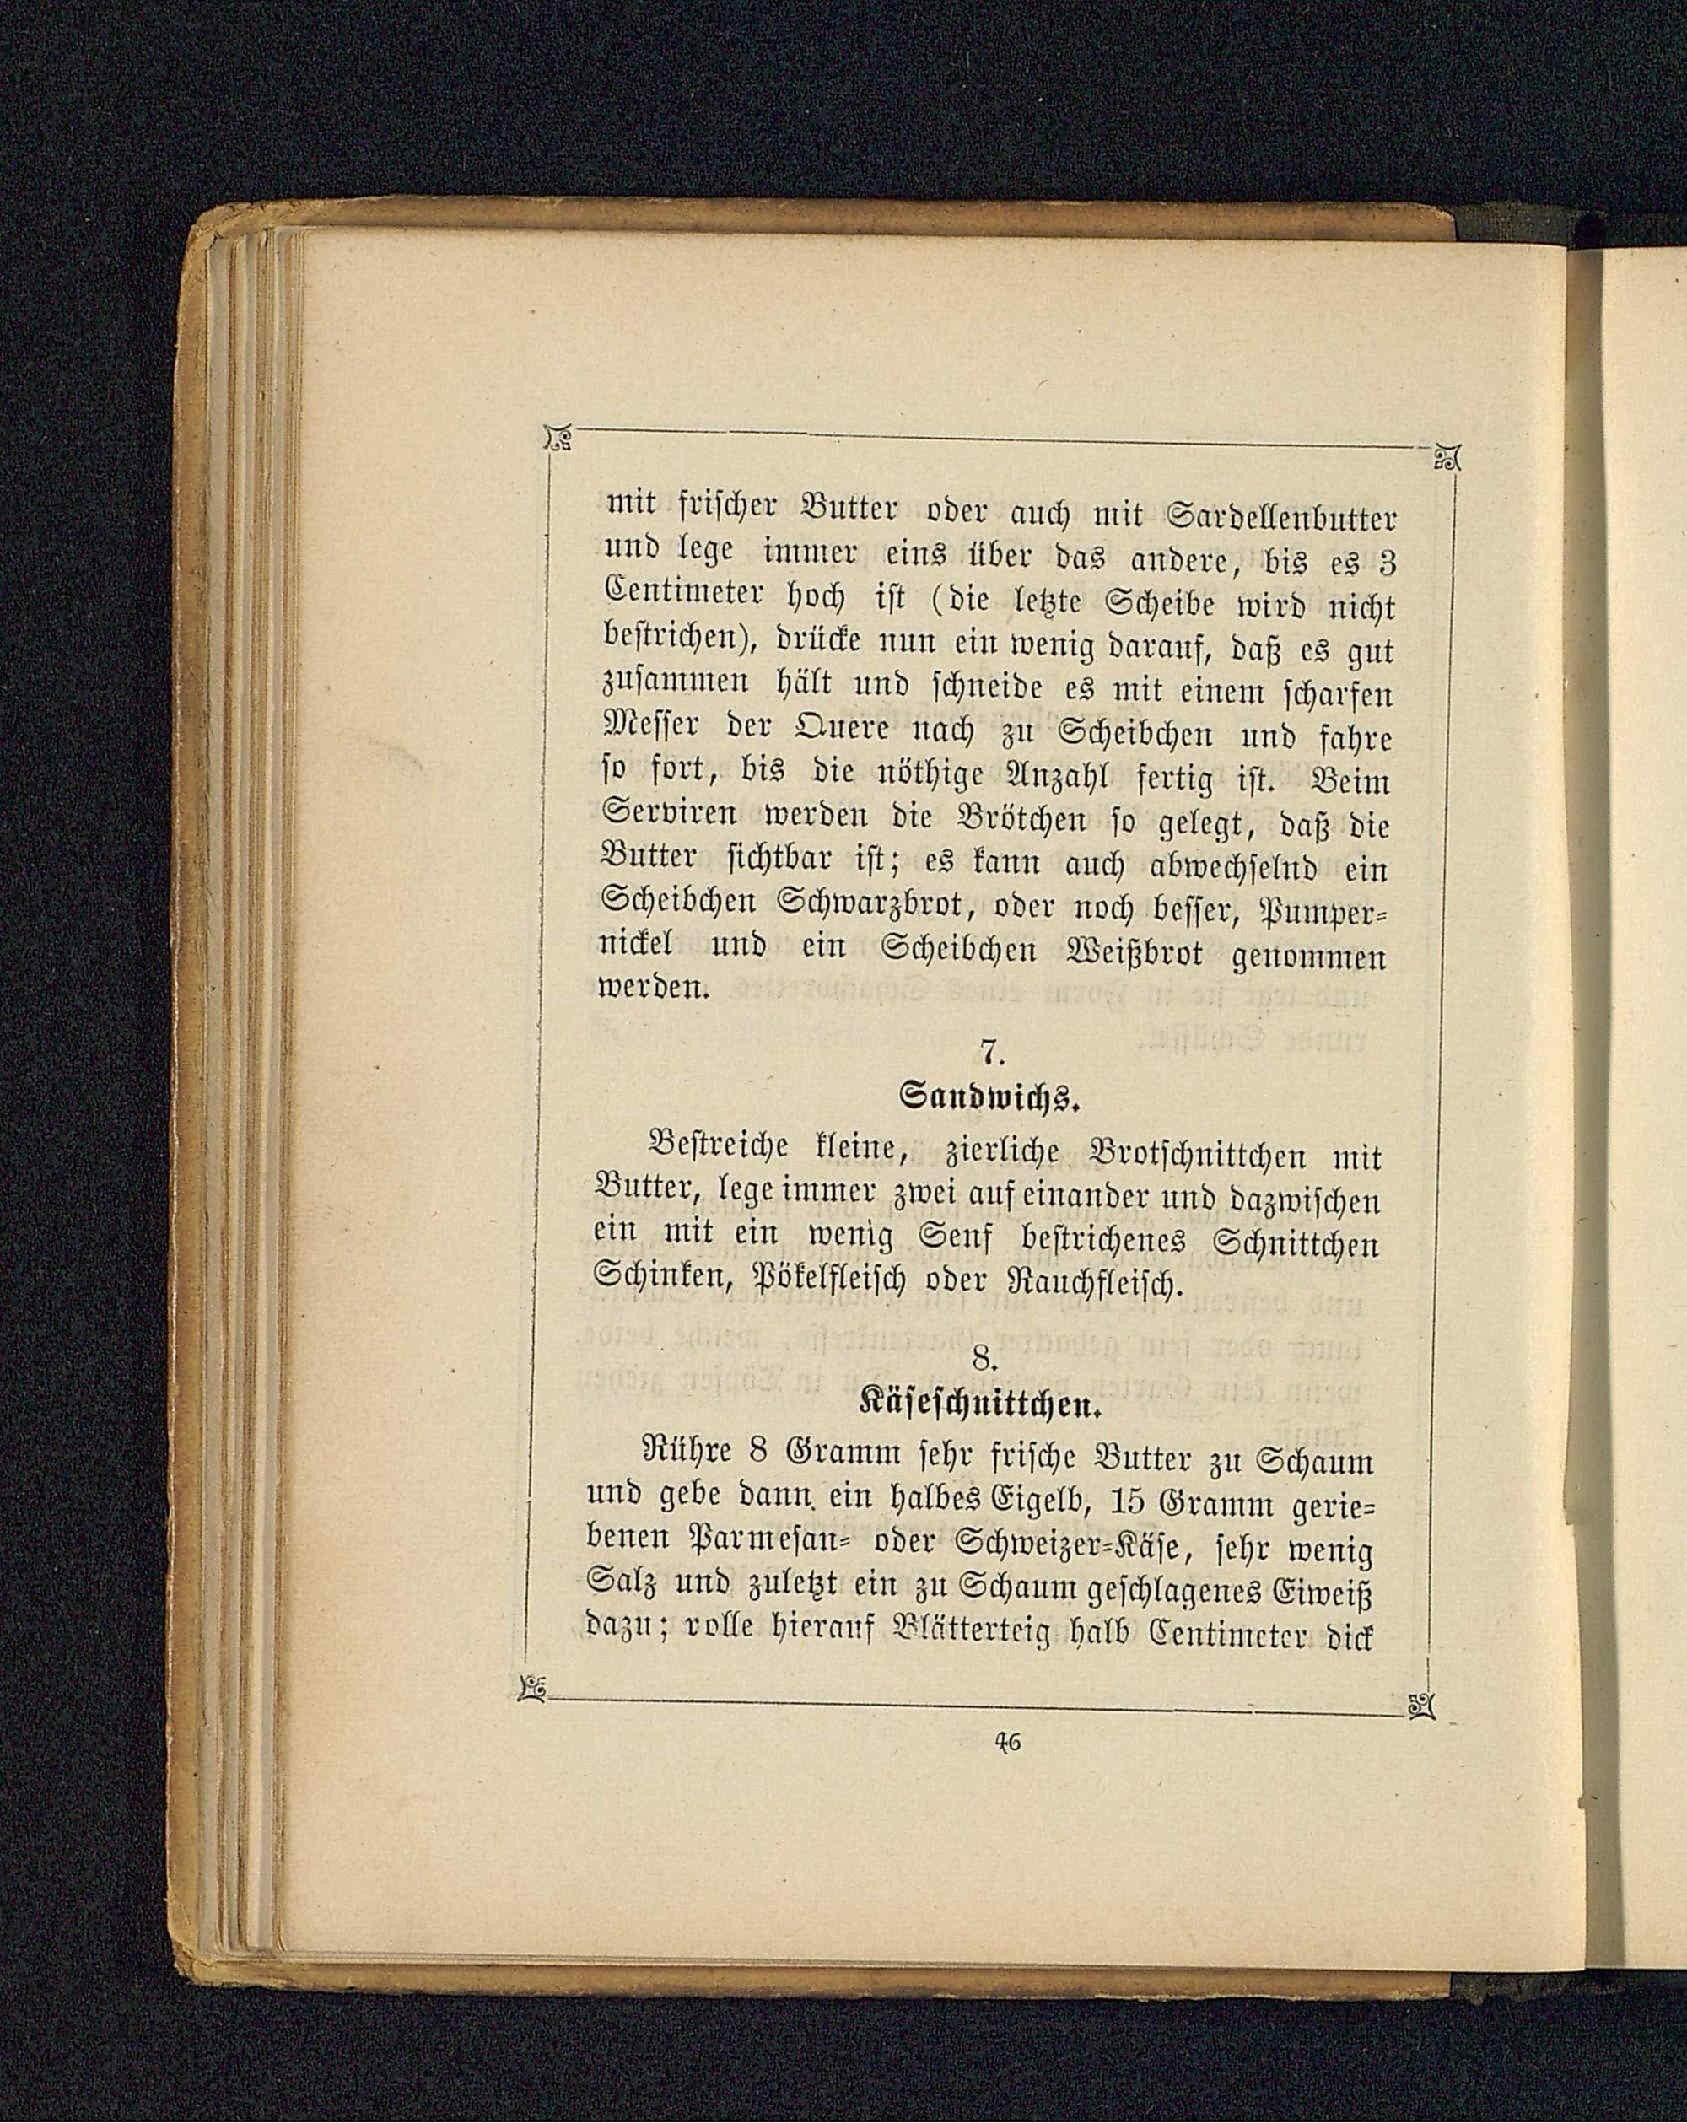 mit frischer Butter oder auch mit Sardellenbutter
und lege immer eins über das andere, bis es 3
Centimeter hoch ist (die letzte Scheibe wird nicht
bestrichen), drücke nun ein wenig darauf, daß es gut
zusammen hält und schneide es mit einem scharfen
Messer der Quere nach zu Scheibchen und fahre
so fort, bis die nöthige Anzahl fertig ist. Beim
Serviren werden die Brötchen so gelegt, daß die
Butter sichtbar ist; es kann auch abwechselnd ein
Scheibchen Schwarzbrot, oder noch besser, Pumper-
nickel und ein Scheibchen Weißbrot genommen
werden.
7.
Sandwichs.
Bestreiche kleine, zierliche Brotschnittchen mit
Butter, lege immer zwei auf einander und dazwischen
ein mit ein wenig Senf bestrichenes Schnittchen
Schinken, Pökelfleisch oder Rauchfleisch.
8.
Käseschnittchen.
Rühre 8 Gramm sehr frische Butter zu Schaum
und gebe dann ein halbes Eigelb, 15 Gramm gerie-
benen Parmesan- oder Schweizer-Käse, sehr wenig
Salz und zuletzt ein zu Schaum geschlagenes Eiweiß
dazu; rolle hierauf Blätterteig halb Centimeter dick
46